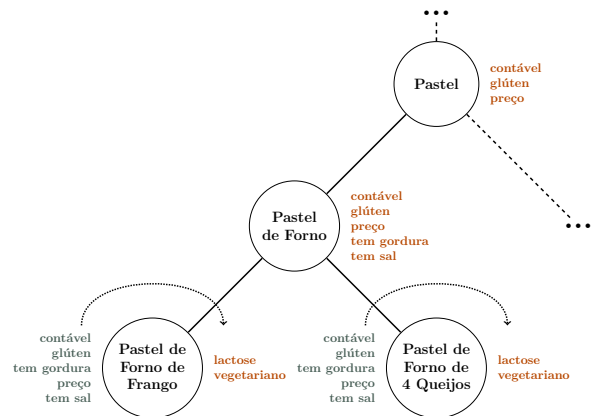 ...
Pastel
contável
glúten
preço
Pastel
de Forno
contável
glúten
preço
tem gordura
tem sal
...
contável
glúten
tem gordura
preço
tem sal
Pastel de
Forno de
Frango
lactose
vegetariano
contável
glúten
tem gordura
preço
tem sal
Pastel de
Forno de
4 Queijos
lactose
vegetariano